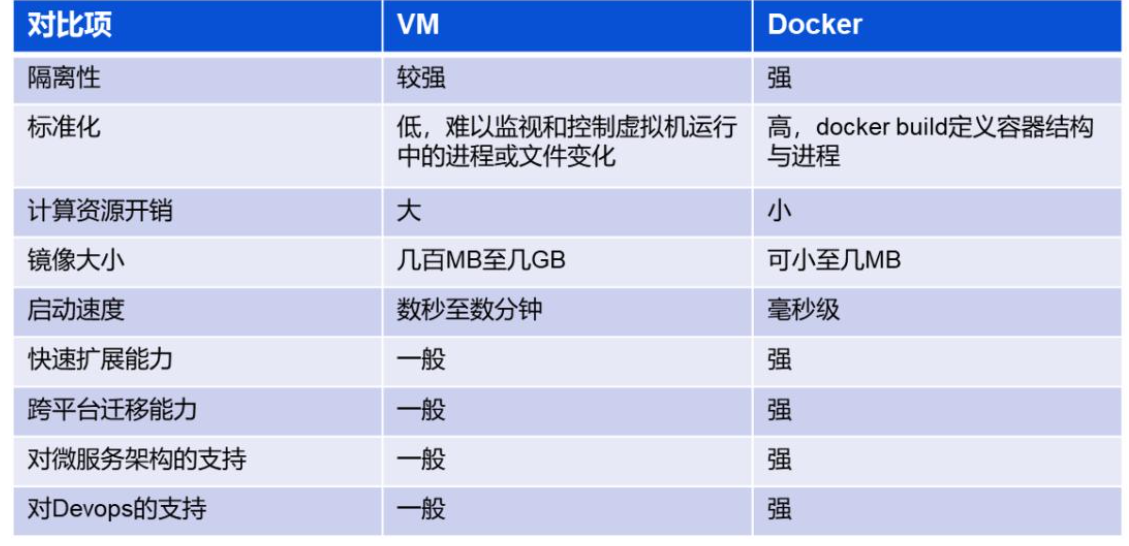 对比项 VM Docker
隔离性 较强 强
标准化 低，难以监视和控制虚拟机运行 高，docker build定义容器结构
中的进程或文件变化 与进程
计算资源开销 大 小
镜像大小 几百MB至几GB 可小至几MB
启动速度 数秒至数分钟 毫秒级
快速扩展能力 一般 强
跨平台迁移能力 一般 强
对微服务架构的支持 一般 强
对Devops的支持 一般 强